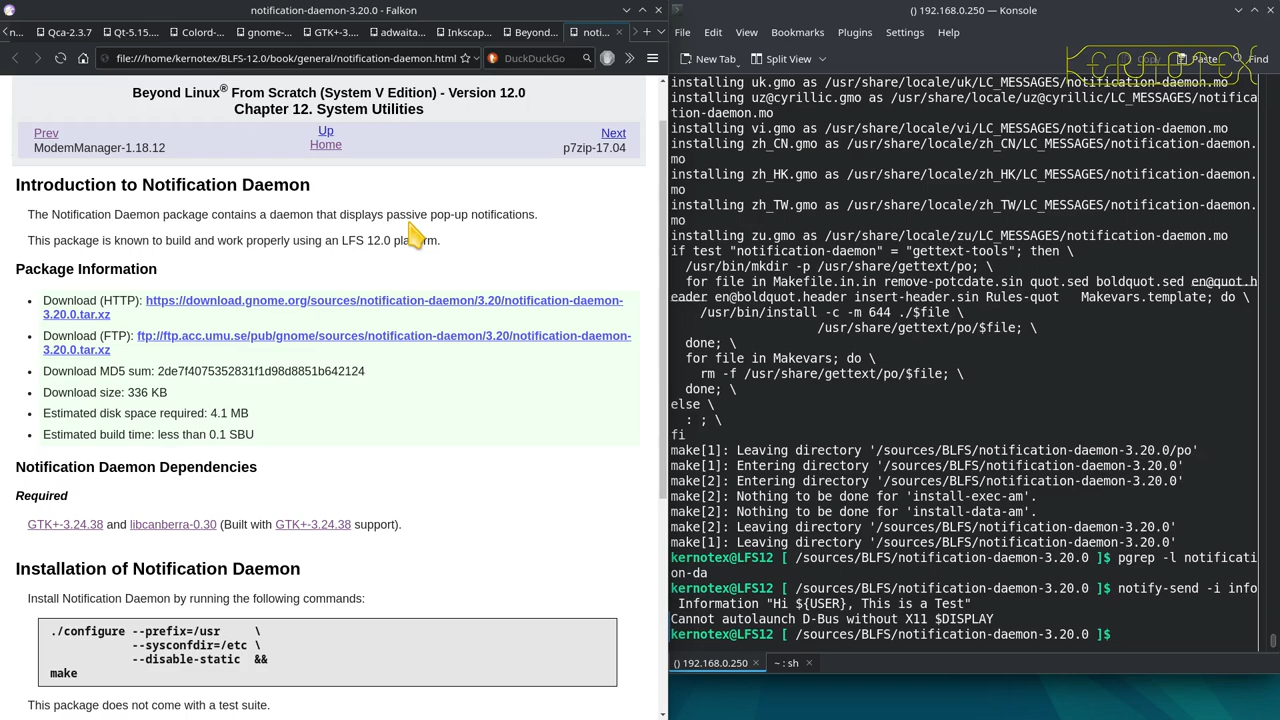 notification-daemon-3.20.0 - Falkon
n... Qca-2.3.7 Qt-5.15.... Colord-... gnome-... GTK+-3.... adwaita... Inkscap... Beyond... noti...
file:///home/kernotex/BLFS-12.0/book/general/notification-daemon.html DuckDuckGo
Beyond Linux® From Scratch (System V Edition) - Version 12.0
Chapter 12. System Utilities
Prev Up Next
ModemManager-1.18.12 Home p7zip-17.04
Introduction to Notification Daemon
The Notification Daemon package contains a daemon that displays passive pop-up notifications.
This package is known to build and work properly using an LFS 12.0 platform.
Package Information
• Download (HTTP): https://download.gnome.org/sources/notification-daemon/3.20/notification-daemon-
3.20.0.tar.xz
• Download (FTP): ftp://ftp.acc.umu.se/pub/gnome/sources/notification-daemon/3.20/notification-daemon-
3.20.0.tar.xz
• Download MD5 sum: 2de7f4075352831f1d98d8851b642124
• Download size: 336 KB
• Estimated disk space required: 4.1 MB
• Estimated build time: less than 0.1 SBU
Notification Daemon Dependencies
Required
GTK+-3.24.38 and libcanberra-0.30 (Built with GTK+-3.24.38 support).
Installation of Notification Daemon
Install Notification Daemon by running the following commands:
./configure --prefix=/usr \
--sysconfdir=/etc \
--disable-static &&
make
This package does not come with a test suite.
() 192.168.0.250 — Konsole
File Edit View Bookmarks Plugins Settings Help
KERNOTEX
New Tab Split View Copy Paste Find
installing uk.gmo as /usr/share/locale/uk/LC_MESSAGES/notification-daemon.mo
installing uz@cyrillic.gmo as /usr/share/locale/uz@cyrillic/LC_MESSAGES/notifica
tion-daemon.mo
installing vi.gmo as /usr/share/locale/vi/LC_MESSAGES/notification-daemon.mo
installing zh_CN.gmo as /usr/share/locale/zh_CN/LC_MESSAGES/notification-daemon.
mo
installing zh_HK.gmo as /usr/share/locale/zh_HK/LC_MESSAGES/notification-daemon.
mo
installing zh_TW.gmo as /usr/share/locale/zh_TW/LC_MESSAGES/notification-daemon.
mo
installing zu.gmo as /usr/share/locale/zu/LC_MESSAGES/notification-daemon.mo
if test "notification-daemon" = "gettext-tools"; then \
/usr/bin/mkdir -p /usr/share/gettext/po; \
for file in Makefile.in.in remove-potcdate.sin quot.sed boldquot.sed en@quot.h
eader en@boldquot.header insert-header.sin Rules-quot Makevars.template; do \
/usr/bin/install -c -m 644 ./$file \
/usr/share/gettext/po/$file; \
done; \
for file in Makevars; do \
rm -f /usr/share/gettext/po/$file; \
done; \
else \
: ; \
fi
make[1]: Leaving directory '/sources/BLFS/notification-daemon-3.20.0/po'
make[1]: Entering directory '/sources/BLFS/notification-daemon-3.20.0'
make[2]: Entering directory '/sources/BLFS/notification-daemon-3.20.0'
make[2]: Nothing to be done for 'install-exec-am'.
make[2]: Nothing to be done for 'install-data-am'.
make[2]: Leaving directory '/sources/BLFS/notification-daemon-3.20.0'
make[1]: Leaving directory '/sources/BLFS/notification-daemon-3.20.0'
kernotex@LFS12 [ /sources/BLFS/notification-daemon-3.20.0 ]$ pgrep -l notificati
on-da
kernotex@LFS12 [ /sources/BLFS/notification-daemon-3.20.0 ]$ notify-send -i info
Information "Hi ${USER}, This is a Test"
Cannot autolaunch D-Bus without X11 $DISPLAY
kernotex@LFS12 [ /sources/BLFS/notification-daemon-3.20.0 ]$
() 192.168.0.250 ~ : sh